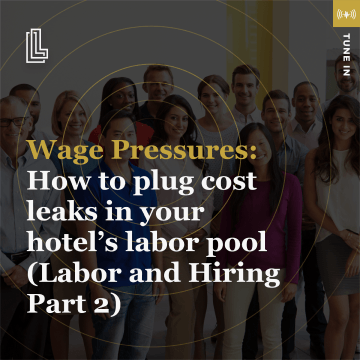 TUNE IN
Wage Pressures:
How to plug cost
leaks in your
hotel’s labor pool
(Labor and Hiring
Part 2)